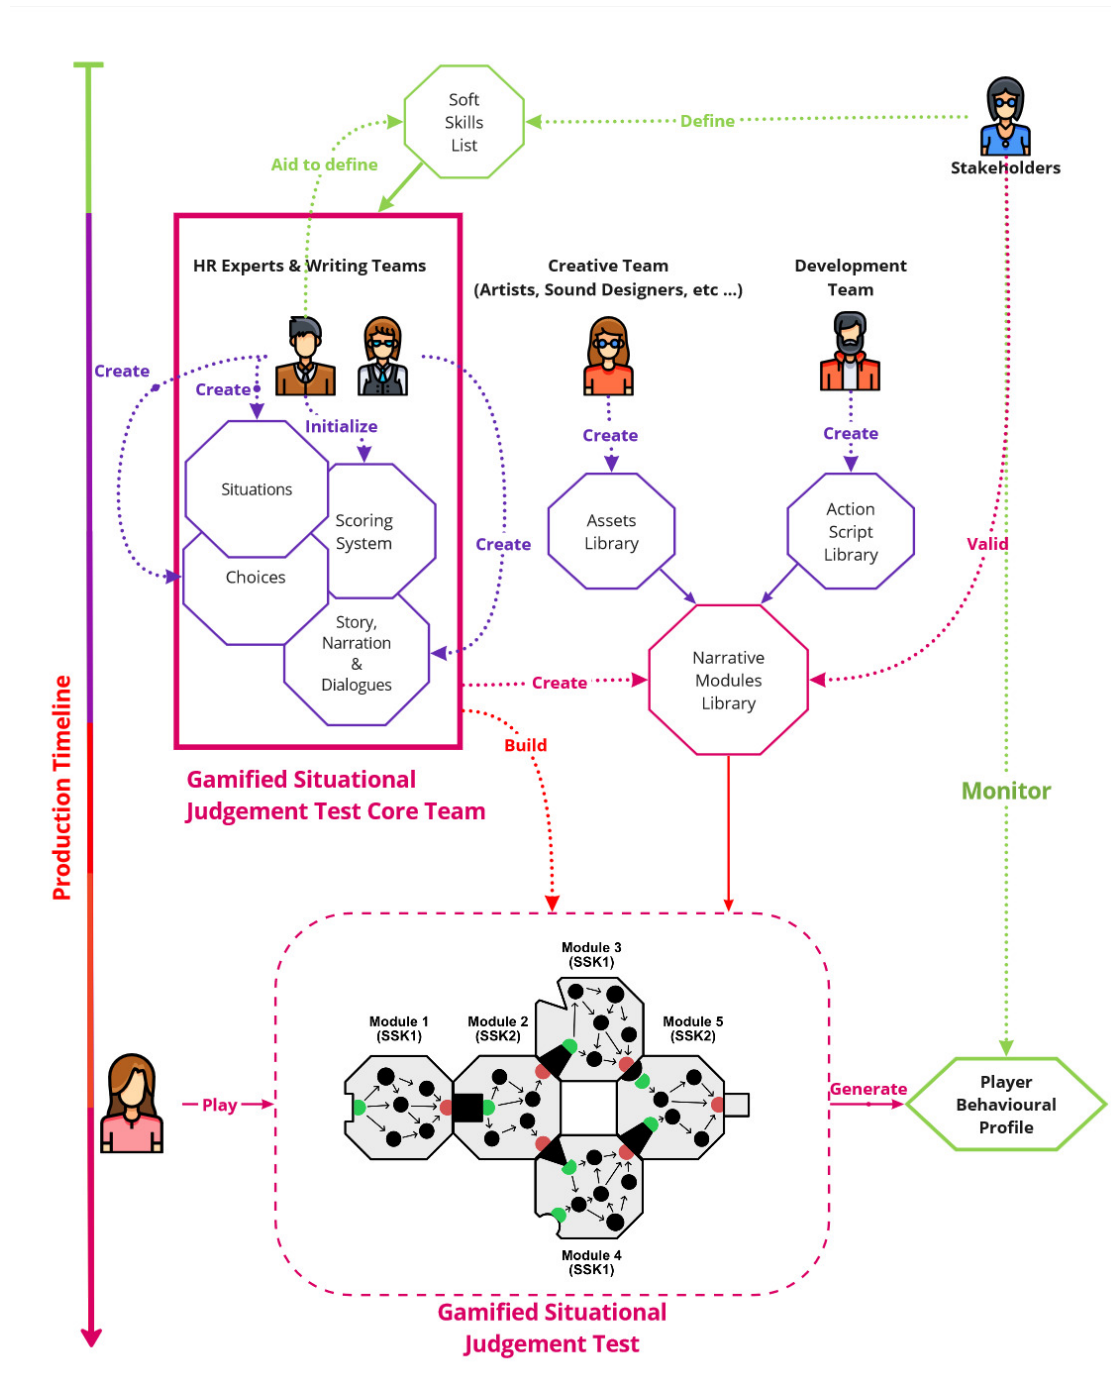 Soft
Skills
List
Define
Aid to define
Stakeholders
HR Experts & Writing Teams
Creative Team
(Artists, Sound Designers, etc ...)
Development
Team
Create
Create
Initialize
Create
Create
Situations
Scoring
System
Choices
Story,
Narration
&
Dialogues
Create
Assets
Library
Action
Script
Library
Valid
Narrative
Modules
Library
Create
Build
Gamified Situational
Judgement Test Core Team
Production Timeline
Monitor
Module 3
(SSK1)
Module 1
(SSK1)
Module 2
(SSK2)
Module 5
(SSK2)
Play
Generate
Player
Behavioural
Profile
Module 4
(SSK1)
Gamified Situational
Judgement Test